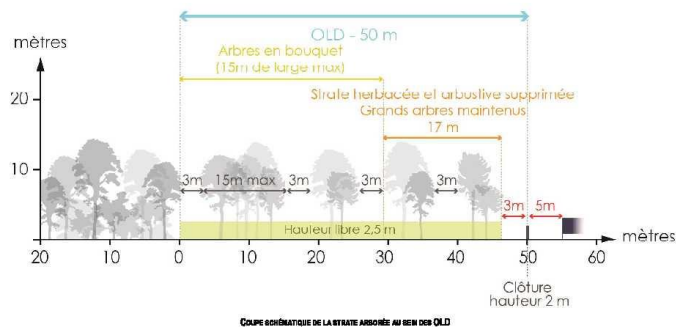 OLD - 50 m
mètres
Arbres en bouquet
(15m de large max)
Strate herbacée et arbustive supprimée
Grands arbres maintenus
17 m
20
10
3m
15m max
3m
3m
3m
3m
5m
Hauteur libre 2,5 m
mètres
20
10
0
10
20
30
40
50
60
Clôture
hauteur 2 m
COUPE SCHÉMATIQUE DE LA STRATE ARBORÉE AU SEIN DES OLD